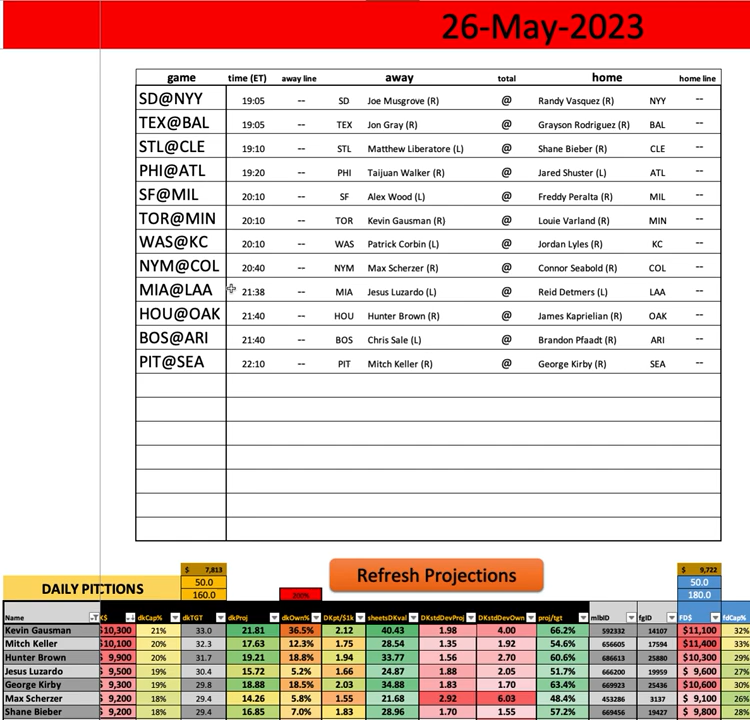 26-May-2023
game time (ET) away line away total home home line
SD@NYY 19:05 -- SD Joe Musgrove (R) @ Randy Vasquez (R) NYY --
TEX@BAL 19:05 -- TEX Jon Gray (R) @ Grayson Rodriguez (R) BAL --
STL@CLE 19:10 -- STL Matthew Liberatore (L) @ Shane Bieber (R) CLE --
PHI@ATL 19:20 -- PHI Taijuan Walker (R) @ Jared Shuster (L) ATL --
SF@MIL 20:10 -- SF Alex Wood (L) @ Freddy Peralta (R) MIL --
TOR@MIN 20:10 -- TOR Kevin Gausman (R) @ Louie Varland (R) MIN --
WAS@KC 20:10 -- WAS Patrick Corbin (L) @ Jordan Lyles (R) KC --
NYM@COL 20:40 -- NYM Max Scherzer (R) @ Connor Seabold (R) COL --
MIA@LAA 21:38 -- MIA Jesus Luzardo (L) @ Reid Detmers (L) LAA --
HOU@OAK 21:40 -- HOU Hunter Brown (R) @ James Kaprielian (R) OAK --
BOS@ARI 21:40 -- BOS Chris Sale (L) @ Brandon Pfaadt (R) ARI --
PIT@SEA 22:10 -- PIT Mitch Keller (R) @ George Kirby (R) SEA --
$ 7,813 Refresh Projections $ 9,722
DAILY 50.0 50.0
160.0 180.0
Name K$ dkCap% dkTGT dkProj dkOwn% DKpt/$1k sheetsDKval DKstdDevProj DKstdDevOwn proj/tgt mlbID fgID FD$ fdCap%
Kevin Gausman $10,300 21% 33.0 21.81 36.5% 2.12 40.43 1.98 4.00 66.2% 592332 14107 $11,100 32%
Mitch Keller $10,100 20% 32.3 17.63 12.3% 1.75 28.54 1.35 1.92 54.6% 656605 17594 $11,400 33%
Hunter Brown $ 9,900 20% 31.7 19.21 18.8% 1.94 33.77 1.56 2.70 60.6% 686613 25880 $10,300 29%
Jesus Luzardo $ 9,500 19% 30.4 15.72 5.2% 1.66 24.87 1.88 2.05 51.7% 666200 19959 $ 9,600 27%
George Kirby $ 9,300 19% 29.8 18.88 18.5% 2.03 34.88 1.83 1.70 63.4% 669923 25436 $10,600 30%
Max Scherzer $ 9,200 18% 29.4 14.26 5.8% 1.55 21.68 2.92 6.03 48.4% 453286 3137 $ 9,100 26%
Shane Bieber $ 9,200 18% 29.4 16.85 7.0% 1.83 28.96 1.70 1.55 57.2% 669456 19427 $ 9,800 28%